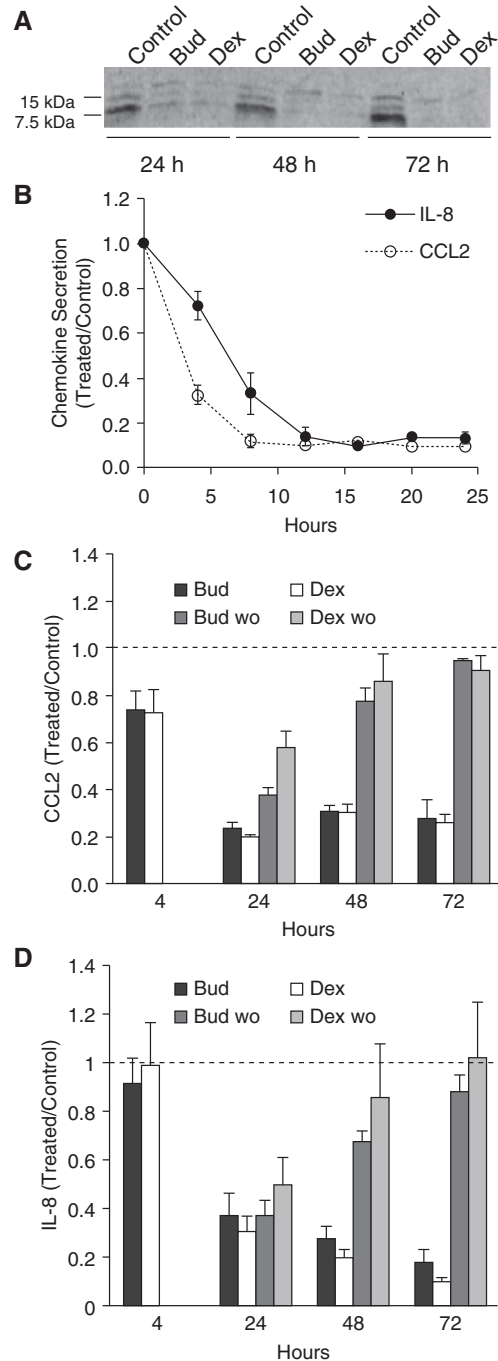 A
Control Bud Dex Control Bud Dex Control Bud Dex
15 kDa
7.5 kDa
24 h 48 h 72 h
B
Chemokine Secretion
(Treated/Control)
1.2
1.0
0.8
0.6
0.4
0.2
0.0
IL-8
CCL2
0 5 10 15 20 25
Hours
C
CCL2 (Treated/Control)
1.4
1.2
1.0
0.8
0.6
0.4
0.2
0.0
Bud Dex
Bud wo Dex wo
4 24 48 72
Hours
D
IL-8 (Treated/Control)
1.4
1.2
1
0.8
0.6
0.4
0.2
0
Bud Dex
Bud wo Dex wo
4 24 48 72
Hours